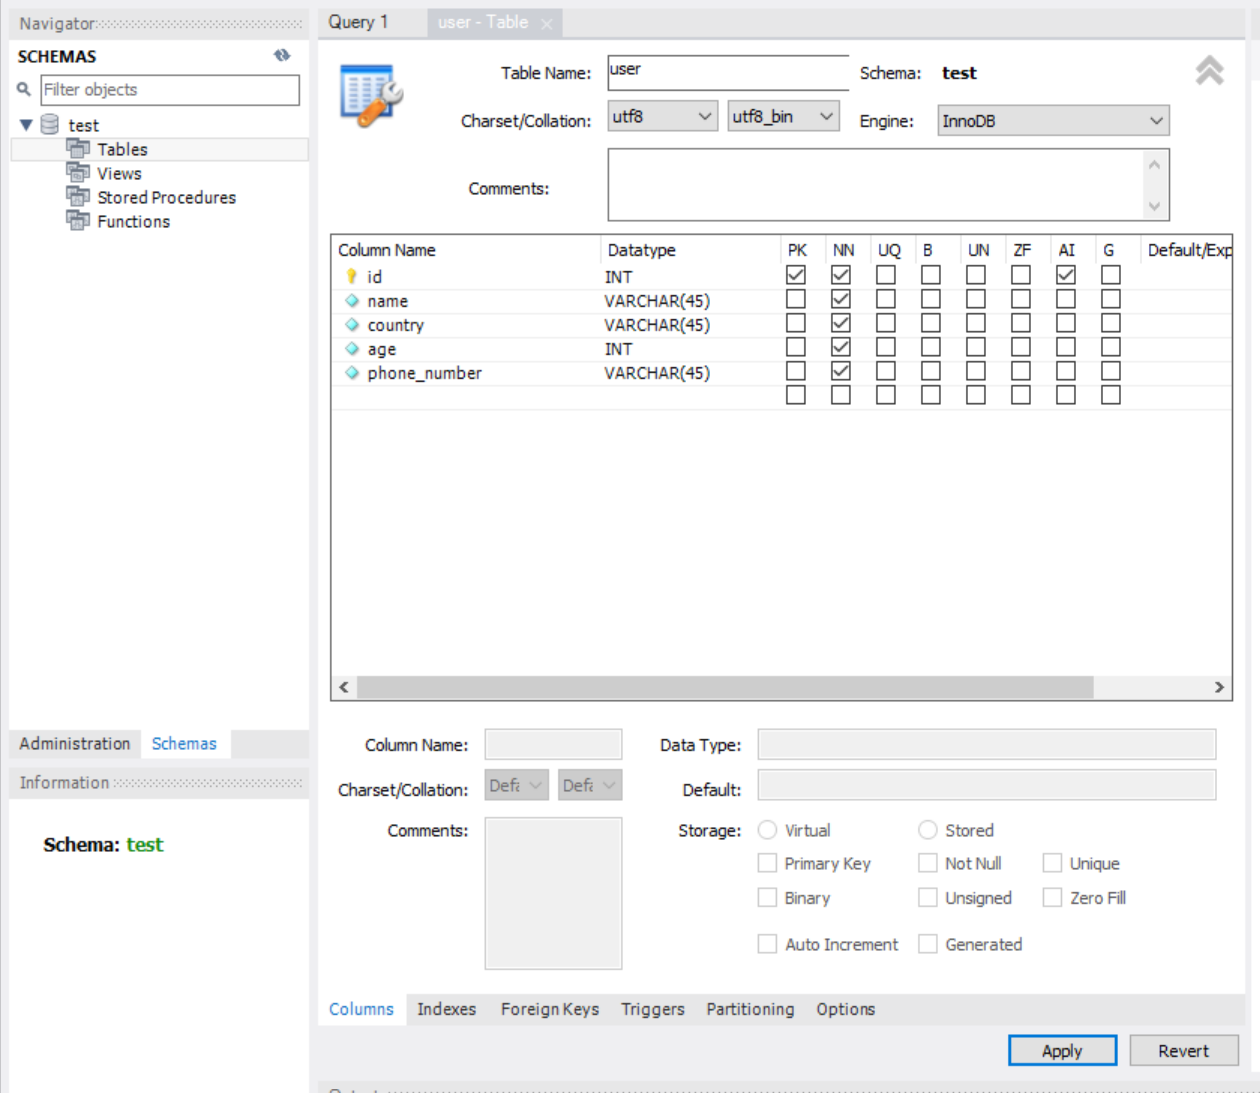 Navigator
SCHEMAS
Filter objects
test
Tables
Views
Stored Procedures
Functions
Administration Schemas
Information
Schema: test
Query 1 user - Table
Table Name: user Schema: test
Charset/Collation: utf8 utf8_bin Engine: InnoDB
Comments:
Column Name Datatype PK NN UQ B UN ZF AI G Default/Exp
id INT
name VARCHAR(45)
country VARCHAR(45)
age INT
phone_number VARCHAR(45)
Column Name: Data Type:
Charset/Collation: Defa Defa Default:
Comments: Storage: Virtual Stored
Primary Key Not Null Unique
Binary Unsigned Zero Fill
Auto Increment Generated
Columns Indexes Foreign Keys Triggers Partitioning Options
Apply Revert